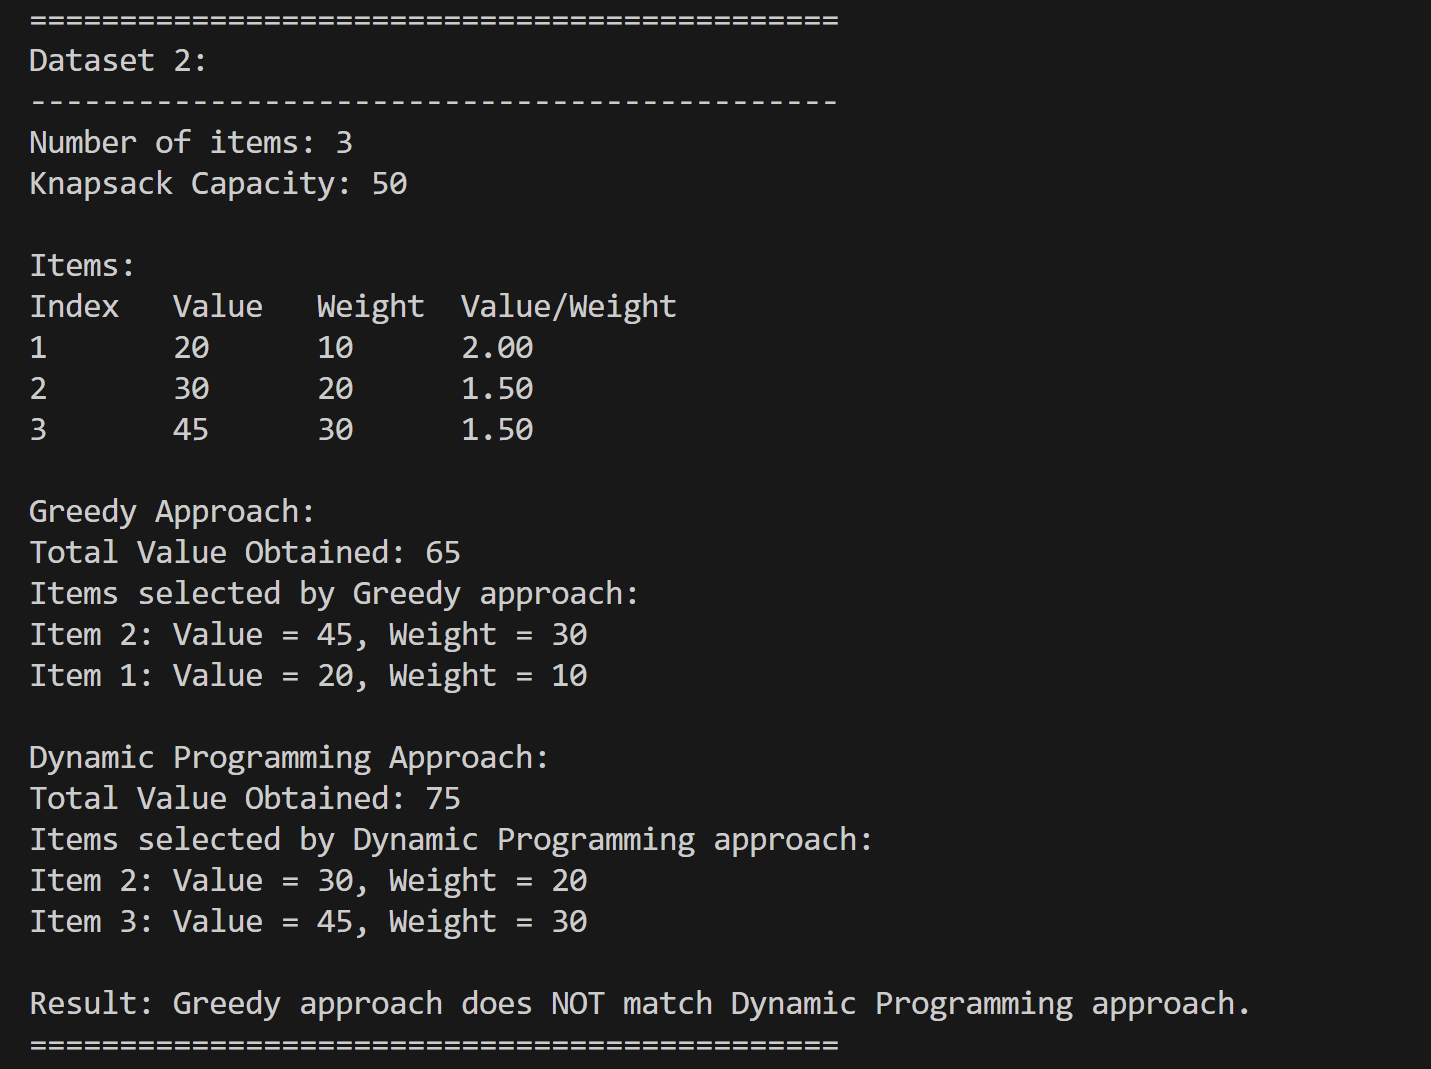 =============================================
Dataset 2:
---------------------------------------------
Number of items: 3
Knapsack Capacity: 50
Items:
Index   Value   Weight  Value/Weight
1       20      10      2.00
2       30      20      1.50
3       45      30      1.50
Greedy Approach:
Total Value Obtained: 65
Items selected by Greedy approach:
Item 2: Value = 45, Weight = 30
Item 1: Value = 20, Weight = 10
Dynamic Programming Approach:
Total Value Obtained: 75
Items selected by Dynamic Programming approach:
Item 2: Value = 30, Weight = 20
Item 3: Value = 45, Weight = 30
Result: Greedy approach does NOT match Dynamic Programming approach.
=============================================